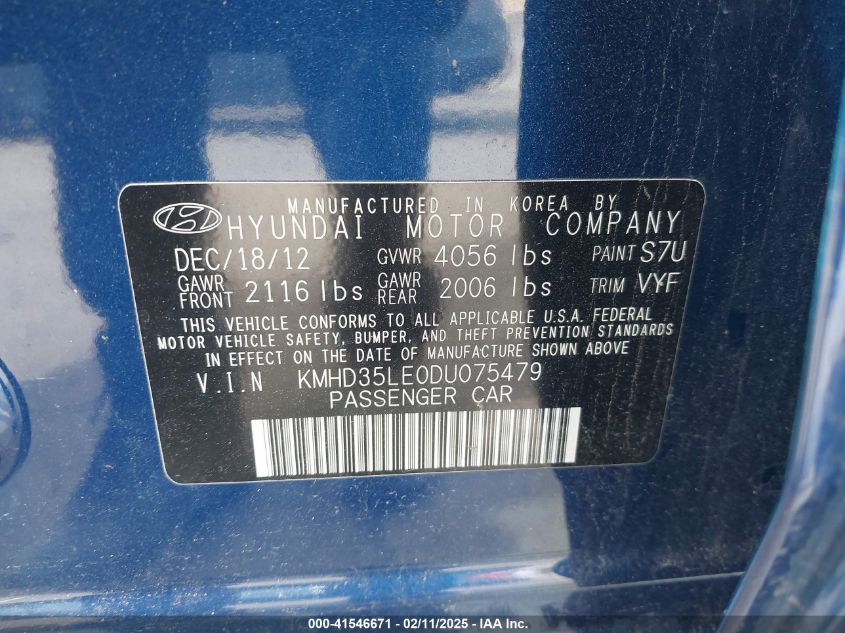 MANUFACTURED IN KOREA BY
HYUNDAI MOTOR COMPANY
DEC/18/12 GVWR 4056 lbs PAINT S7U
GAWR FRONT 2116 lbs GAWR REAR 2006 lbs TRIM VYF
THIS VEHICLE CONFORMS TO ALL APPLICABLE U.S.A. FEDERAL
MOTOR VEHICLE SAFETY, BUMPER, AND THEFT PREVENTION STANDARDS
IN EFFECT ON THE DATE OF MANUFACTURE SHOWN ABOVE
V.I.N KMHD35LE0DU075479
PASSENGER CAR
000-41546671 - 02/11/2025 - IAA Inc.